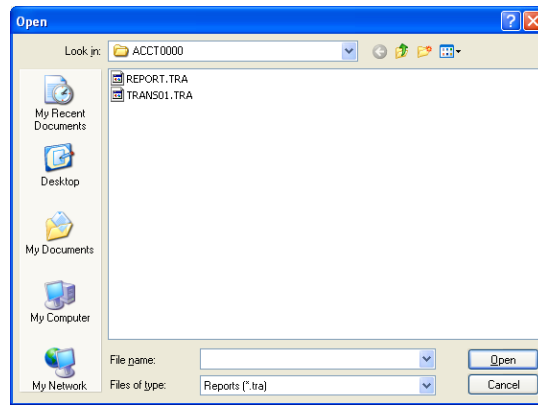 Open
Look in: ACCT0000
REPORT.TRA
TRANS01.TRA
My Recent
Documents
Desktop
My Documents
My Computer
My Network
File name:
Open
Files of type: Reports (*.tra)
Cancel